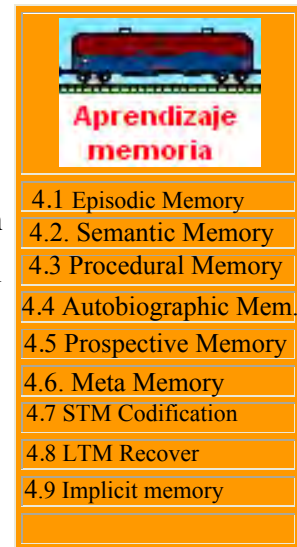 Aprendizaje
memoria
4.1 Episodic Memory
4.2. Semantic Memory
4.3 Procedural Memory
4.4 Autobiographic Mem.
4.5 Prospective Memory
4.6. Meta Memory
4.7 STM Codification
4.8 LTM Recover
4.9 Implicit memory